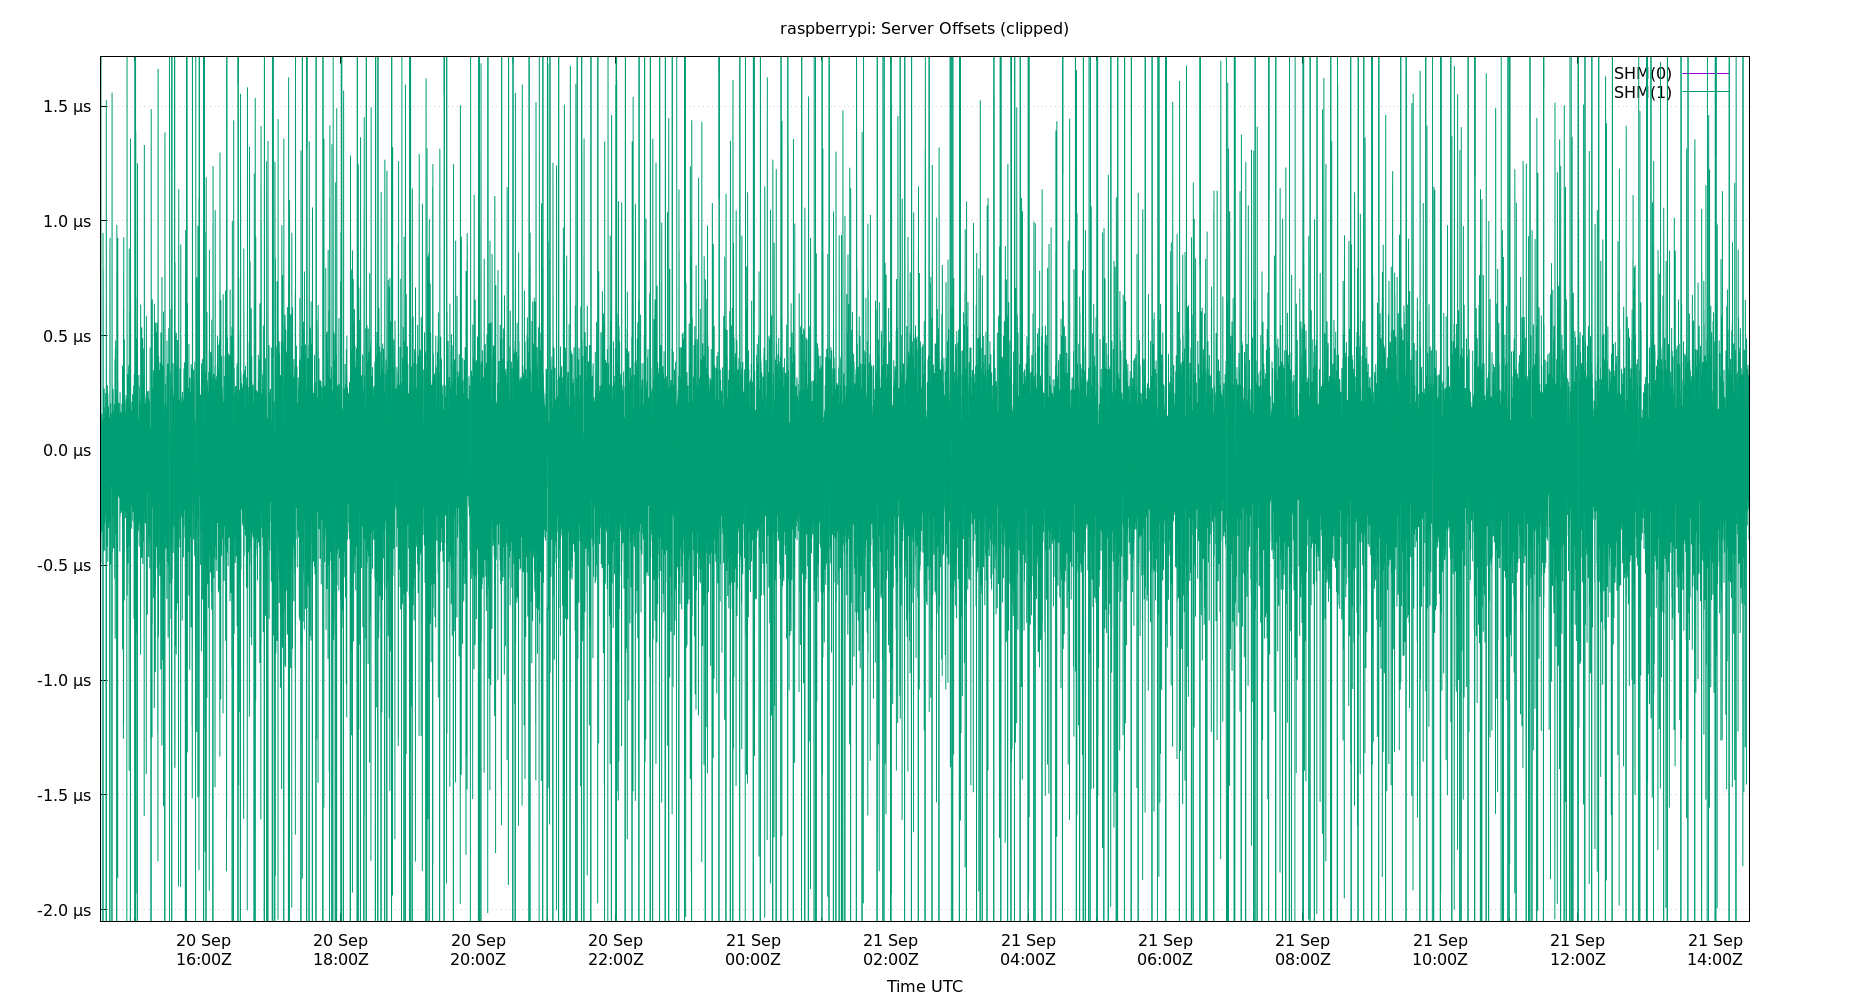 raspberrypi: Server Offsets (clipped)
SHM(0)
SHM(1)
1.5 µs
1.0 µs
0.5 µs
0.0 µs
-0.5 µs
-1.0 µs
-1.5 µs
-2.0 µs
20 Sep 20 Sep 20 Sep 20 Sep 21 Sep 21 Sep 21 Sep 21 Sep 21 Sep 21 Sep 21 Sep 21 Sep
16:00Z 18:00Z 20:00Z 22:00Z 00:00Z 02:00Z 04:00Z 06:00Z 08:00Z 10:00Z 12:00Z 14:00Z
Time UTC